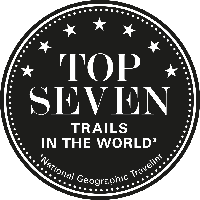 TOP
SEVEN
TRAILS
IN THE WORLD*
*National Geographic Traveller